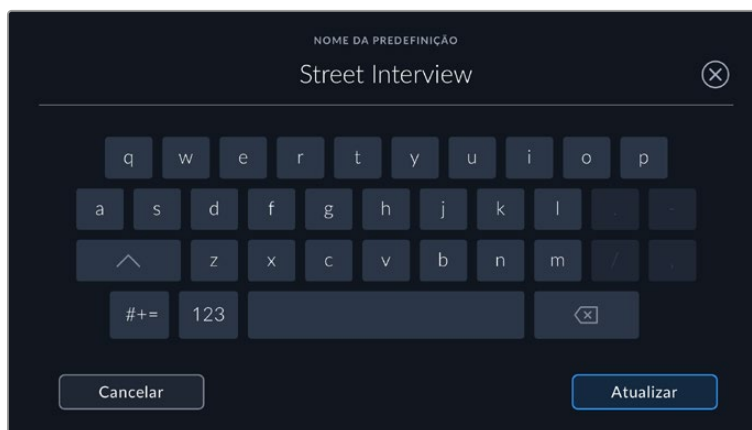 NOME DA PREDEFINIÇÃO
Street Interview
q w e r t y u i o p
a s d f g h j k l . -
z x c v b n m / ,
#+= 123
Cancelar Atualizar